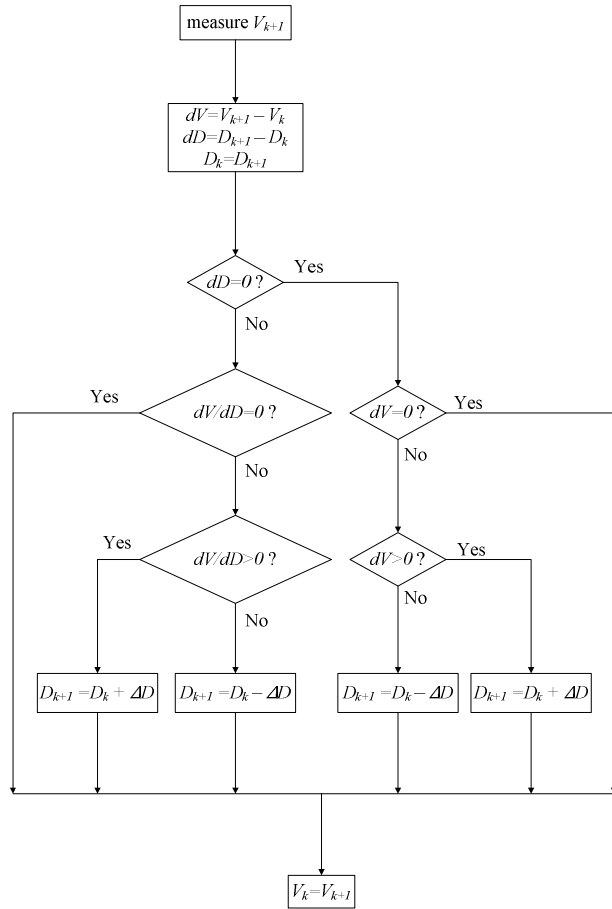 measure V_{k+1}
dV=V_{k+1} – V_k
dD=D_{k+1} – D_k
D_k=D_{k+1}
dD=0 ?
Yes
No
Yes
dV/dD=0 ?
dV=0 ?
Yes
No
No
Yes
dV/dD>0 ?
dV>0 ?
Yes
No
No
D_{k+1} =D_k + ΔD
D_{k+1} =D_k – ΔD
D_{k+1} =D_k – ΔD
D_{k+1} =D_k + ΔD
V_k=V_{k+1}